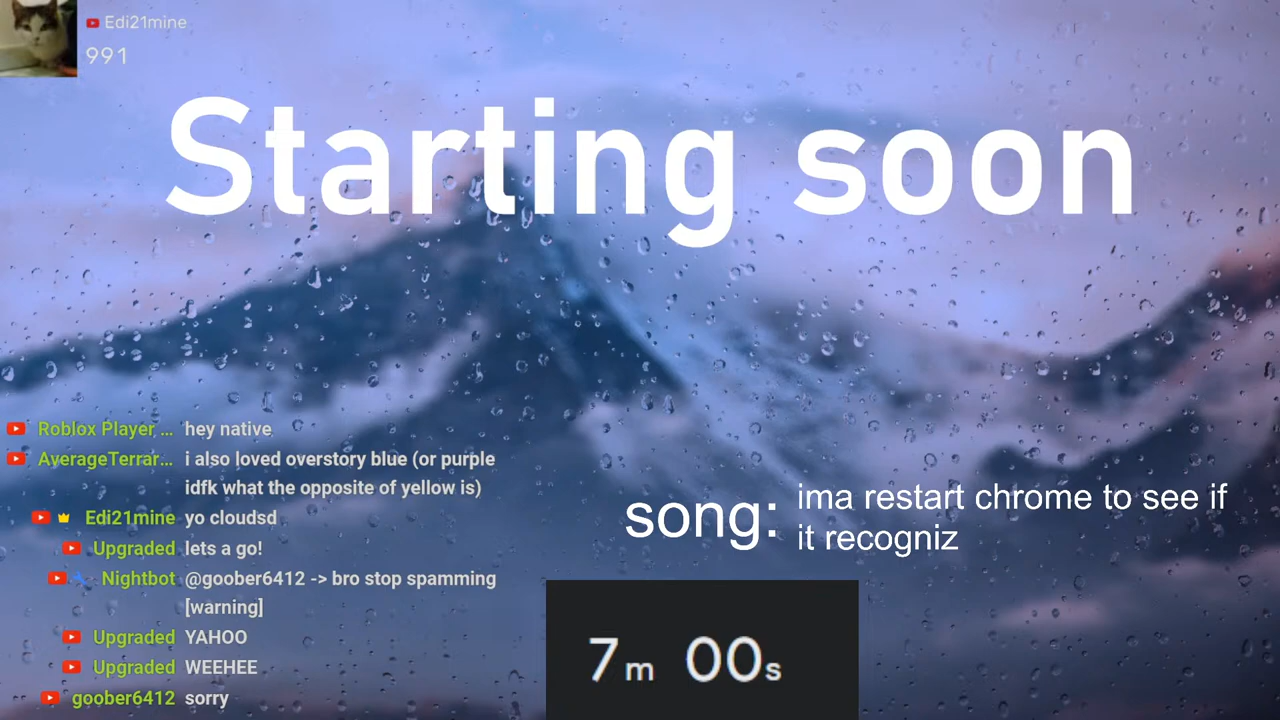 Edi21mine
991
Starting soon
Roblox Player ... hey native
AverageTerrar... i also loved overstory blue (or purple
idfk what the opposite of yellow is)
Edi21mine yo cloudsd
Upgraded lets a go!
Nightbot @goober6412 -> bro stop spamming
[warning]
Upgraded YAHOO
Upgraded WEEHEE
goober6412 sorry
song: ima restart chrome to see if
it recogniz
7m 00s